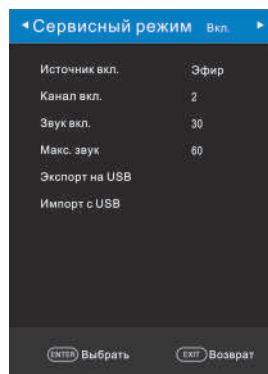 Сервисный режим Вкл.
Источник вкл. Эфир
Канал вкл. 2
Звук вкл. 30
Макс. звук 60
Экспорт на USB
Импорт с USB
ENTER Выбрать EXIT Возврат